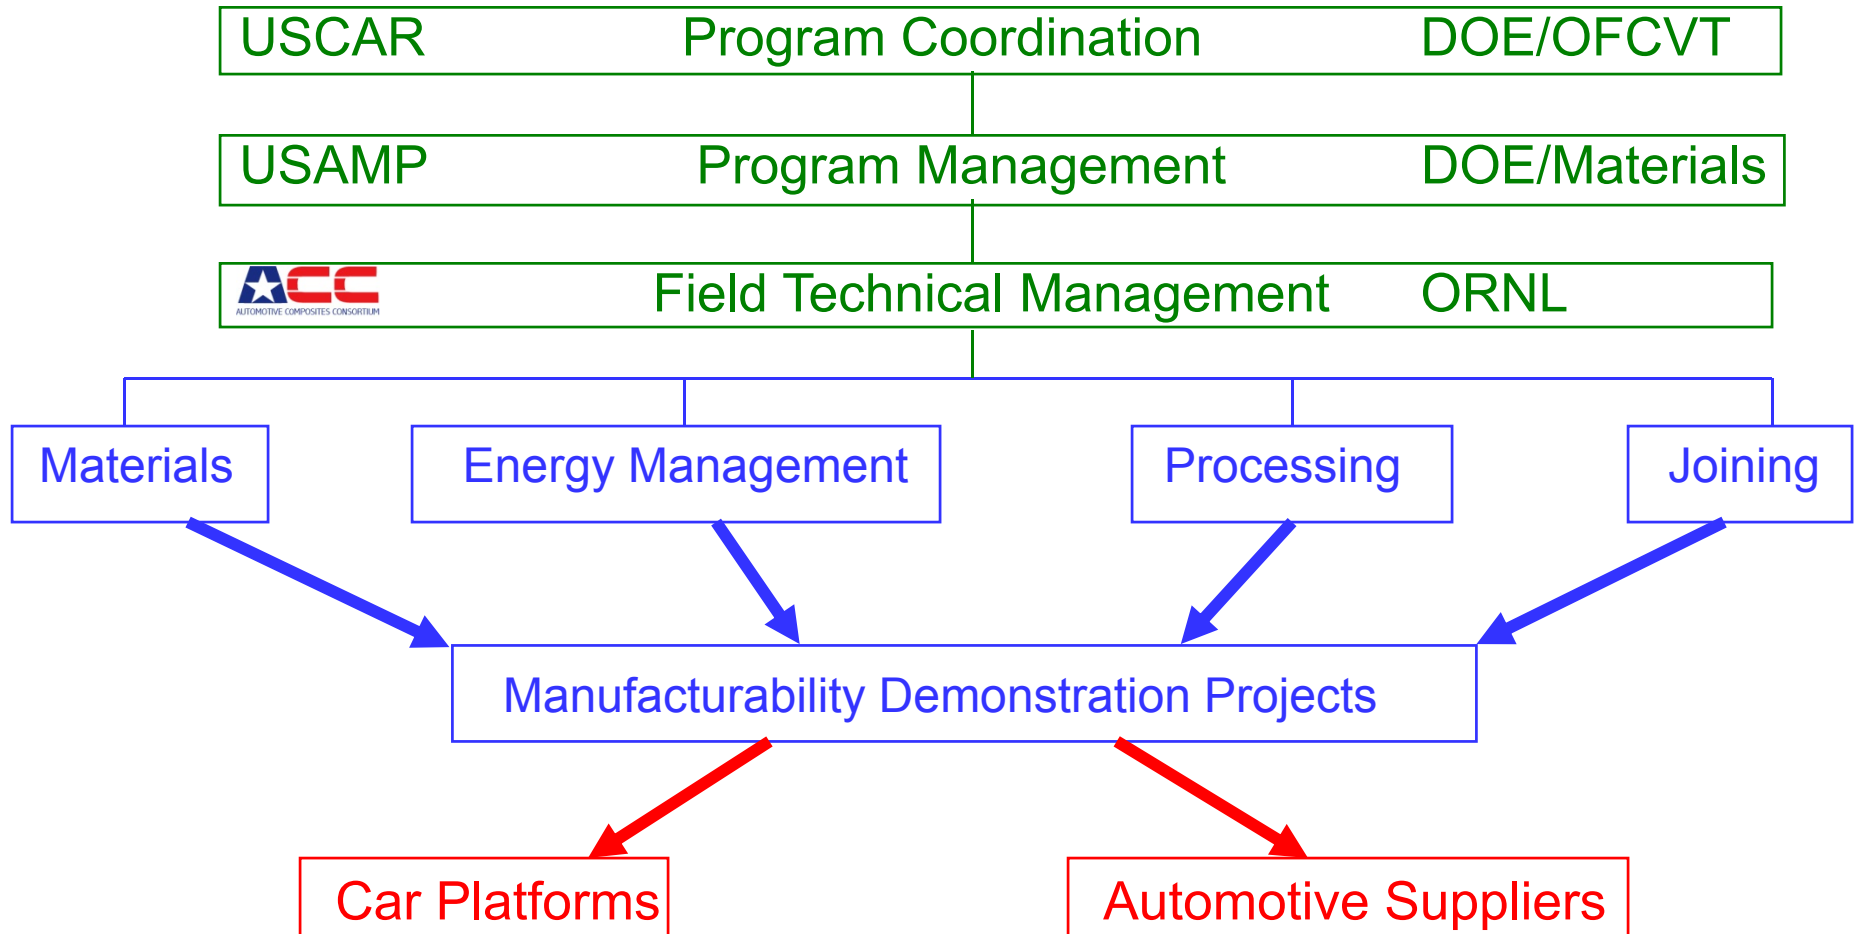 USCAR Program Coordination DOE/OFCVT
USAMP Program Management DOE/Materials
ACC Field Technical Management ORNL
AUTOMOTIVE COMPOSITES CONSORTIUM
Materials Energy Management Processing Joining
Manufacturability Demonstration Projects
Car Platforms Automotive Suppliers